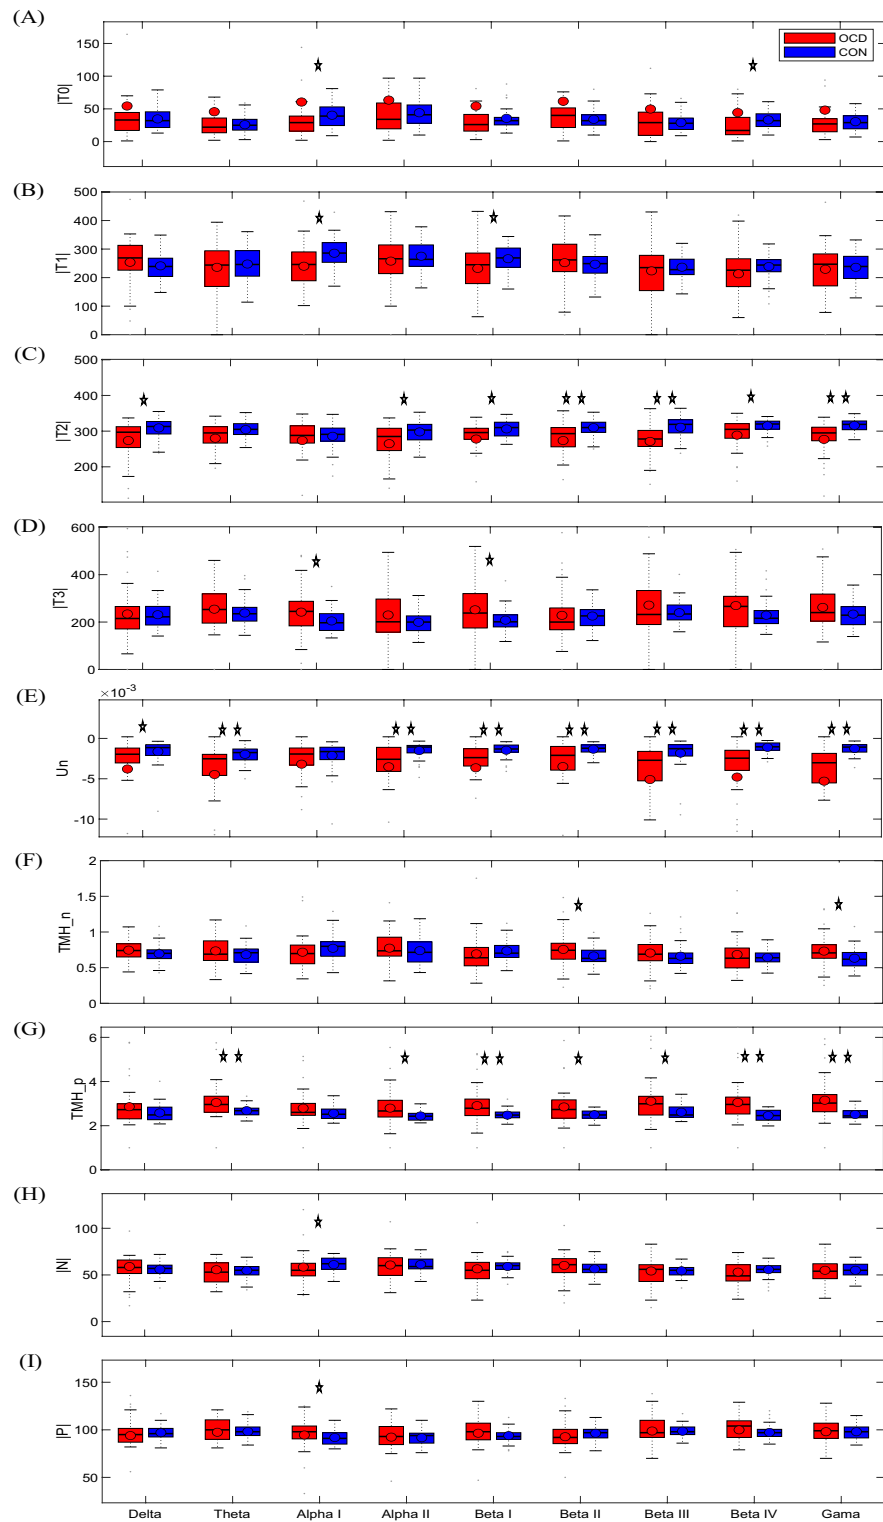 (A)
150
100
50
0
|T0|
OCD
CON
(B)
500
400
300
200
100
0
|T1|
(C)
500
400
300
200
|T2|
(D)
600
400
200
0
|T3|
(E)
×10⁻³
0
-5
-10
Un
(F)
2
1.5
1
0.5
0
TMH_n
(G)
6
4
2
0
TMH_p
(H)
100
50
0
|N|
(I)
150
100
50
|P|
Delta Theta Alpha I Alpha II Beta I Beta II Beta III Beta IV Gama